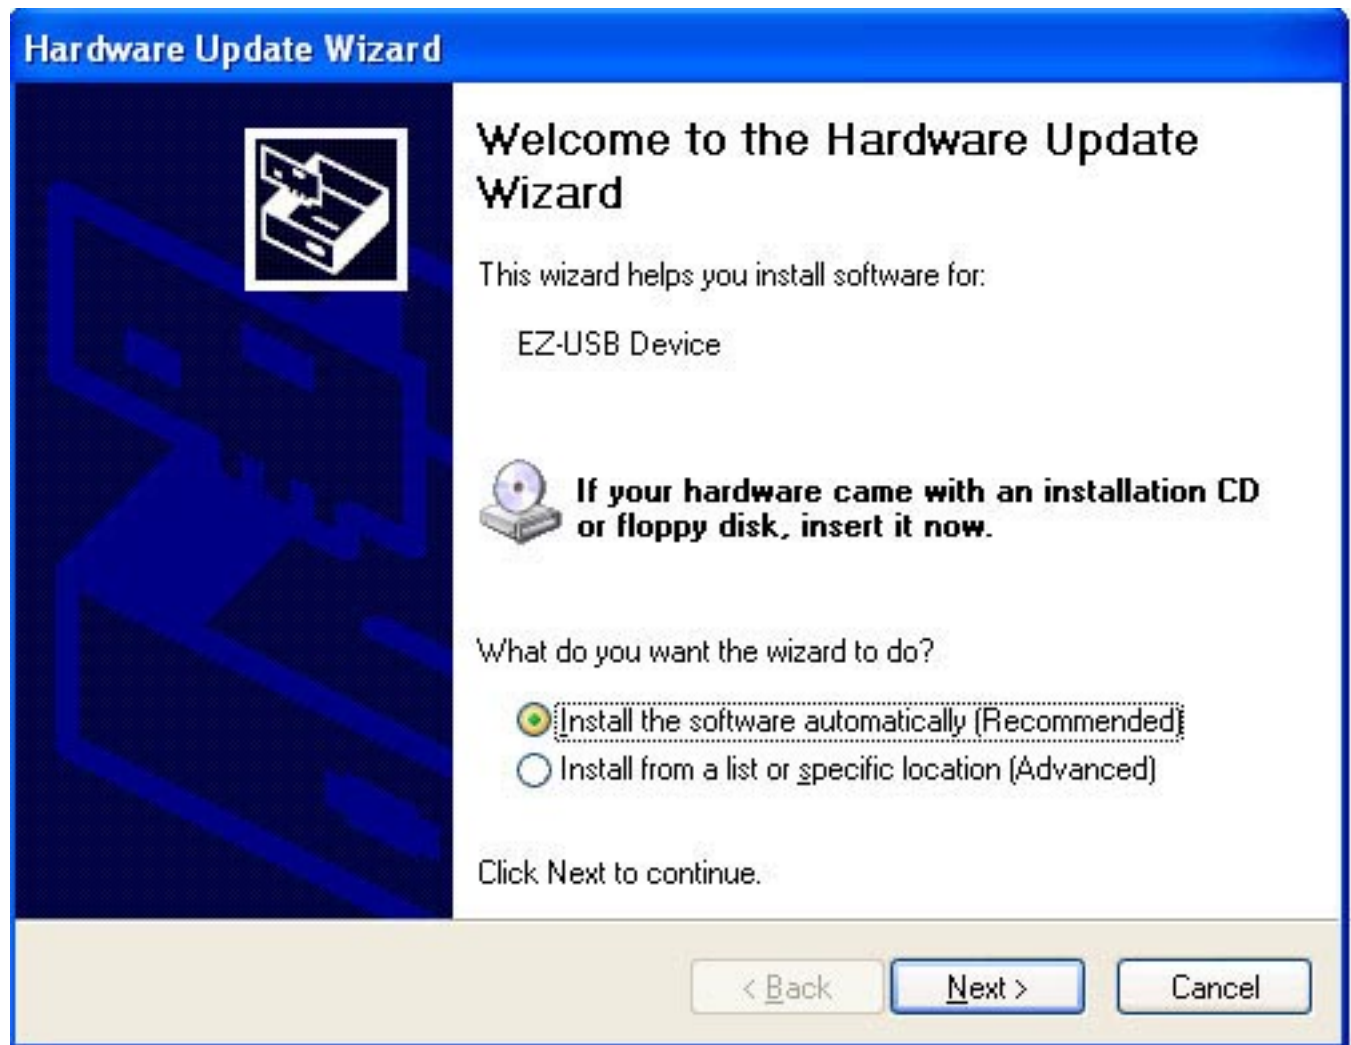 Hardware Update Wizard
Welcome to the Hardware Update
Wizard
This wizard helps you install software for:
EZ-USB Device
If your hardware came with an installation CD
or floppy disk, insert it now.
What do you want the wizard to do?
Install the software automatically (Recommended)
Install from a list or specific location (Advanced)
Click Next to continue.
< Back Next > Cancel